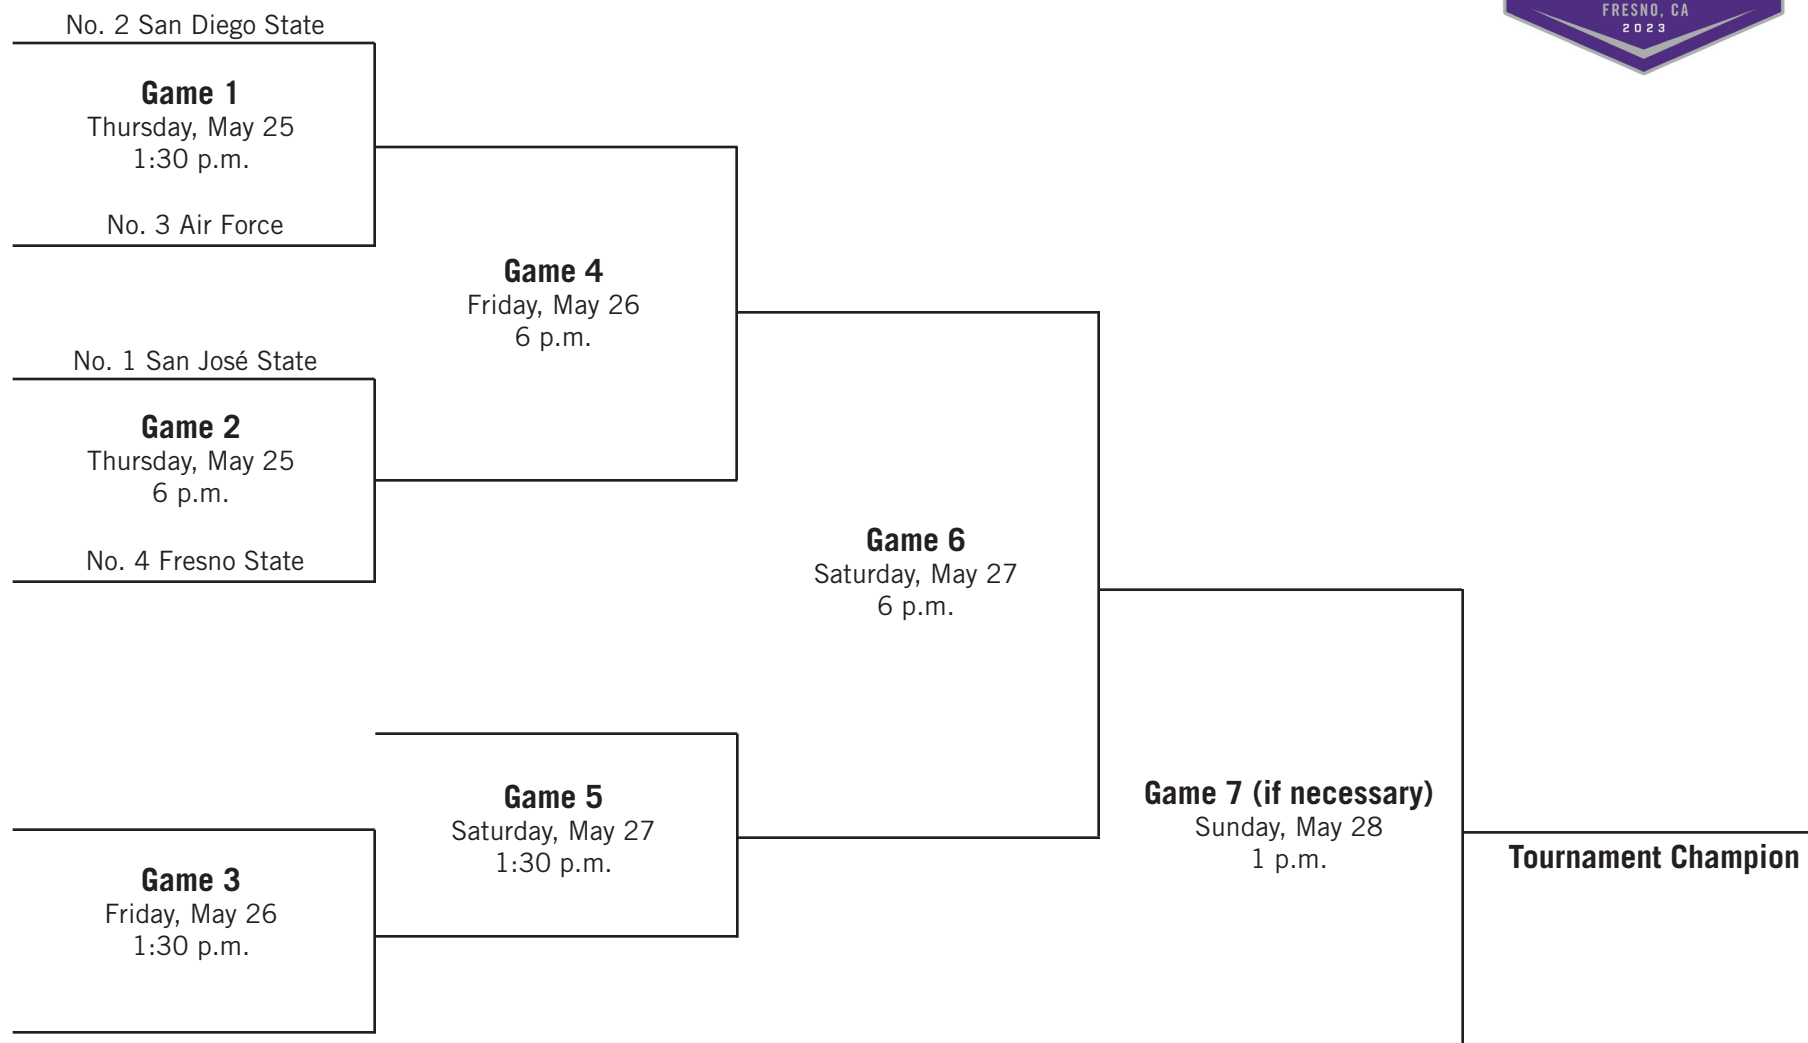 FRESNO, CA
2023
No. 2 San Diego State
Game 1
Thursday, May 25
1:30 p.m.
No. 3 Air Force
Game 4
Friday, May 26
6 p.m.
No. 1 San José State
Game 2
Thursday, May 25
6 p.m.
No. 4 Fresno State
Game 6
Saturday, May 27
6 p.m.
Game 5
Saturday, May 27
1:30 p.m.
Game 3
Friday, May 26
1:30 p.m.
Game 7 (if necessary)
Sunday, May 28
1 p.m.
Tournament Champion